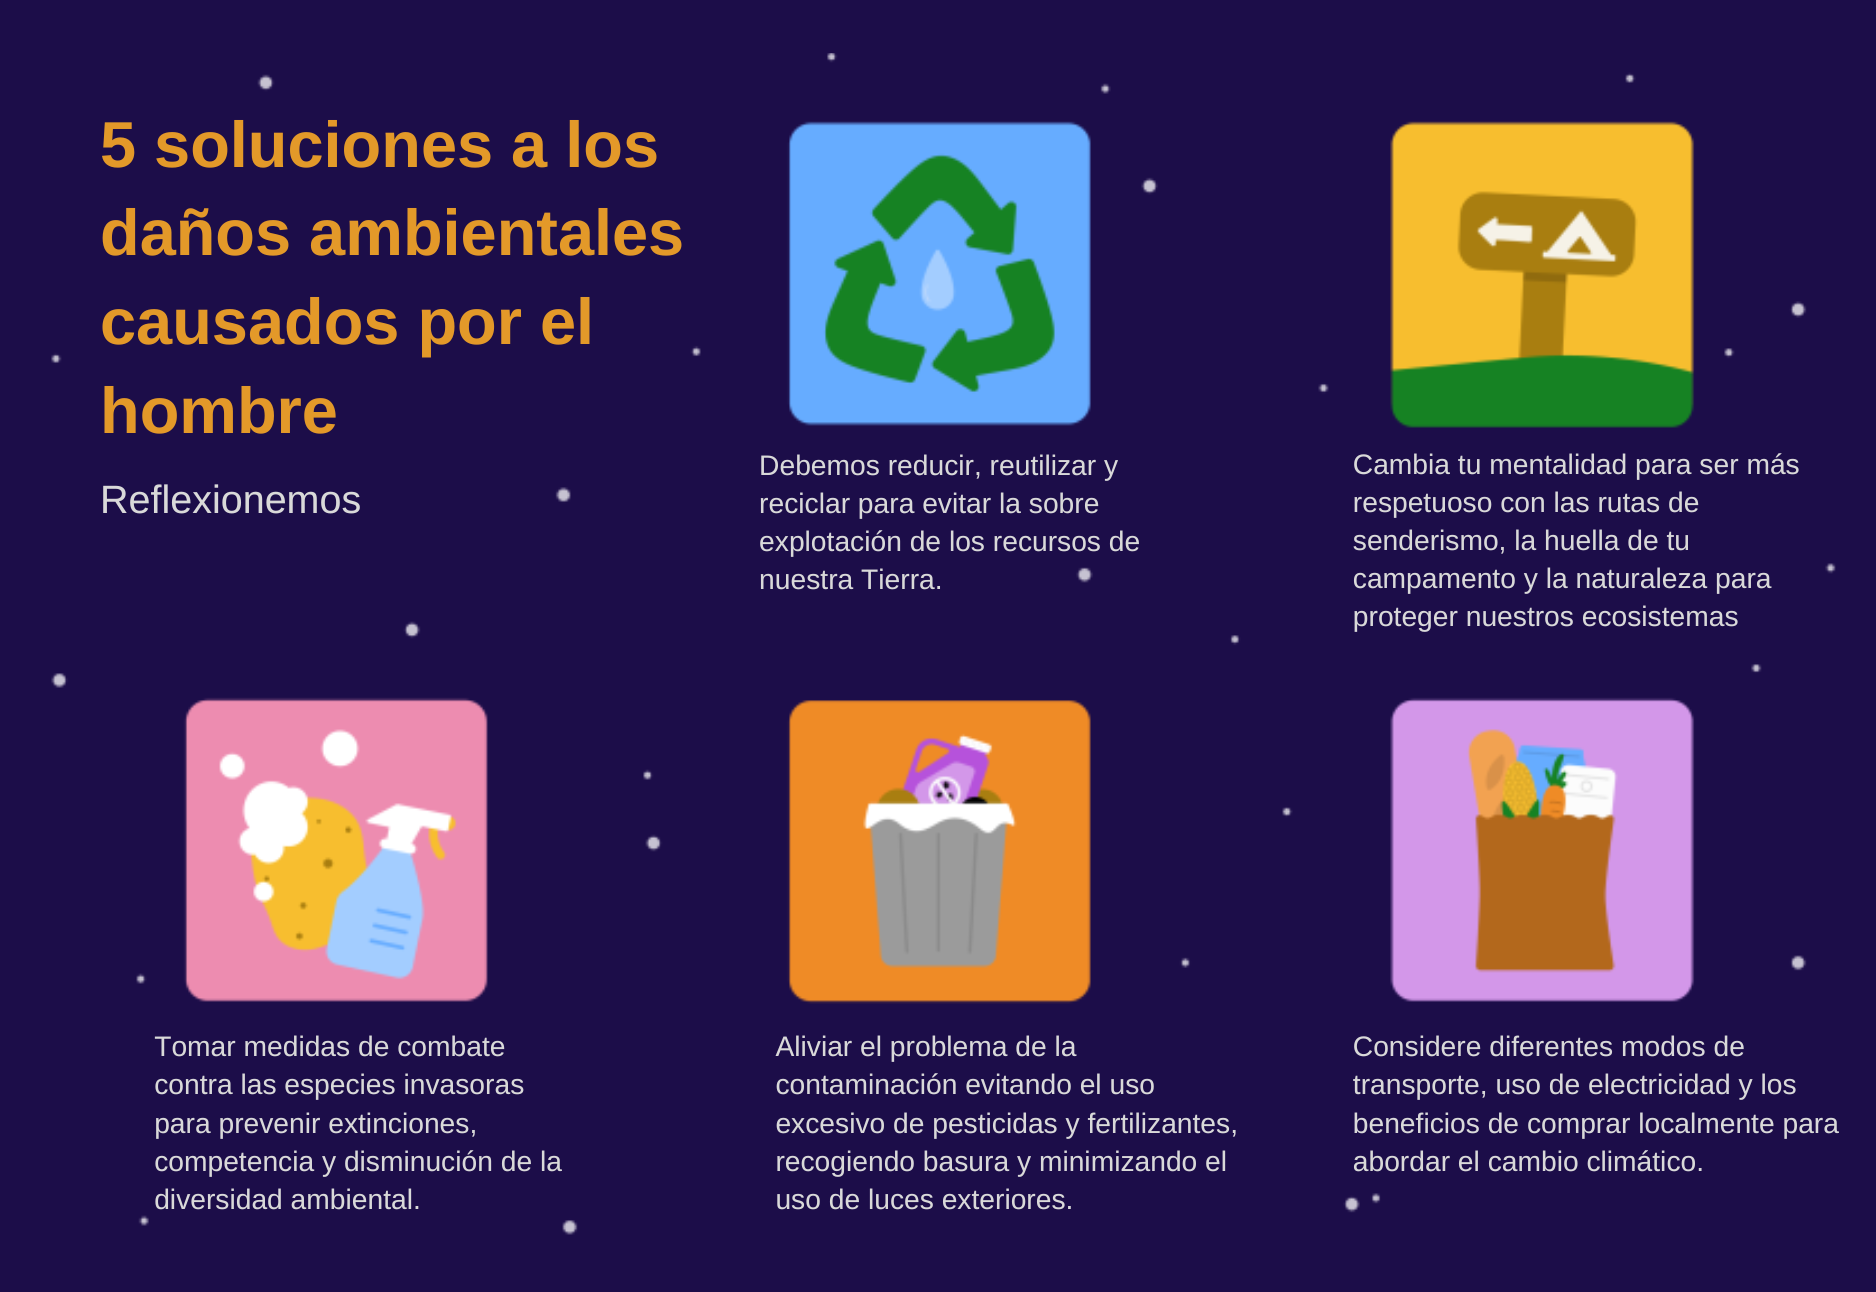 5 soluciones a los
daños ambientales
causados por el
hombre
Reflexionemos
Debemos reducir, reutilizar y
reciclar para evitar la sobre
explotación de los recursos de
nuestra Tierra.
Cambia tu mentalidad para ser más
respetuoso con las rutas de
senderismo, la huella de tu
campamento y la naturaleza para
proteger nuestros ecosistemas
Tomar medidas de combate
contra las especies invasoras
para prevenir extinciones,
competencia y disminución de la
diversidad ambiental.
Aliviar el problema de la
contaminación evitando el uso
excesivo de pesticidas y fertilizantes,
recogiendo basura y minimizando el
uso de luces exteriores.
Considere diferentes modos de
transporte, uso de electricidad y los
beneficios de comprar localmente para
abordar el cambio climático.